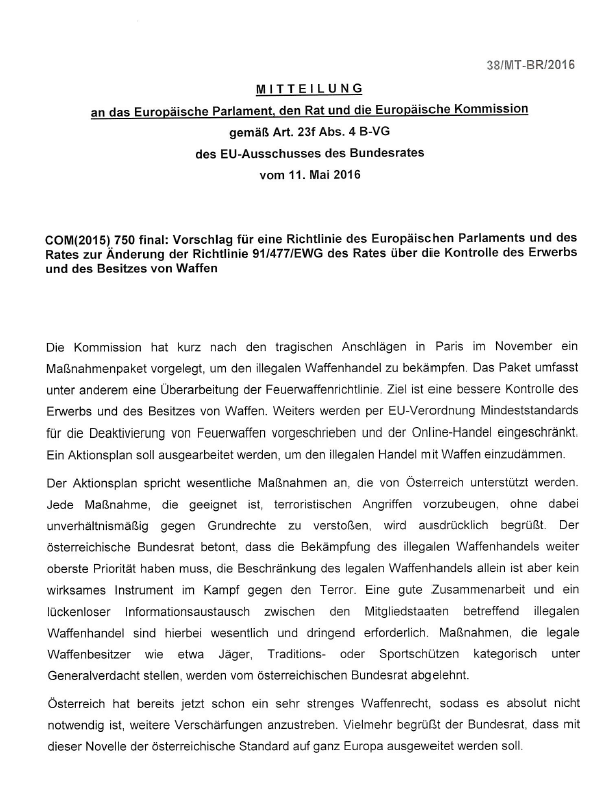 38/MT-BR/2016
MITTEILUNG
an das Europäische Parlament, den Rat und die Europäische Kommission
gemäß Art. 23f Abs. 4 B-VG
des EU-Ausschusses des Bundesrates
vom 11. Mai 2016
COM(2015) 750 final: Vorschlag für eine Richtlinie des Europäischen Parlaments und des
Rates zur Änderung der Richtlinie 91/477/EWG des Rates über die Kontrolle des Erwerbs
und des Besitzes von Waffen
Die Kommission hat kurz nach den tragischen Anschlägen in Paris im November ein
Maßnahmenpaket vorgelegt, um den illegalen Waffenhandel zu bekämpfen. Das Paket umfasst
unter anderem eine Überarbeitung der Feuerwaffenrichtlinie. Ziel ist eine bessere Kontrolle des
Erwerbs und des Besitzes von Waffen. Weiters werden per EU-Verordnung Mindeststandards
für die Deaktivierung von Feuerwaffen vorgeschrieben und der Online-Handel eingeschränkt.
Ein Aktionsplan soll ausgearbeitet werden, um den illegalen Handel mit Waffen einzudämmen.
Der Aktionsplan spricht wesentliche Maßnahmen an, die von Österreich unterstützt werden.
Jede Maßnahme, die geeignet ist, terroristischen Angriffen vorzubeugen, ohne dabei
unverhältnismäßig gegen Grundrechte zu verstoßen, wird ausdrücklich begrüßt. Der
österreichische Bundesrat betont, dass die Bekämpfung des illegalen Waffenhandels weiter
oberste Priorität haben muss, die Beschränkung des legalen Waffenhandels allein ist aber kein
wirksames Instrument im Kampf gegen den Terror. Eine gute Zusammenarbeit und ein
lückenloser Informationsaustausch zwischen den Mitgliedstaaten betreffend illegalen
Waffenhandel sind hierbei wesentlich und dringend erforderlich. Maßnahmen, die legale
Waffenbesitzer wie etwa Jäger, Traditions- oder Sportschützen kategorisch unter
Generalverdacht stellen, werden vom österreichischen Bundesrat abgelehnt.
Österreich hat bereits jetzt schon ein sehr strenges Waffenrecht, sodass es absolut nicht
notwendig ist, weitere Verschärfungen anzustreben. Vielmehr begrüßt der Bundesrat, dass mit
dieser Novelle der österreichische Standard auf ganz Europa ausgeweitet werden soll.